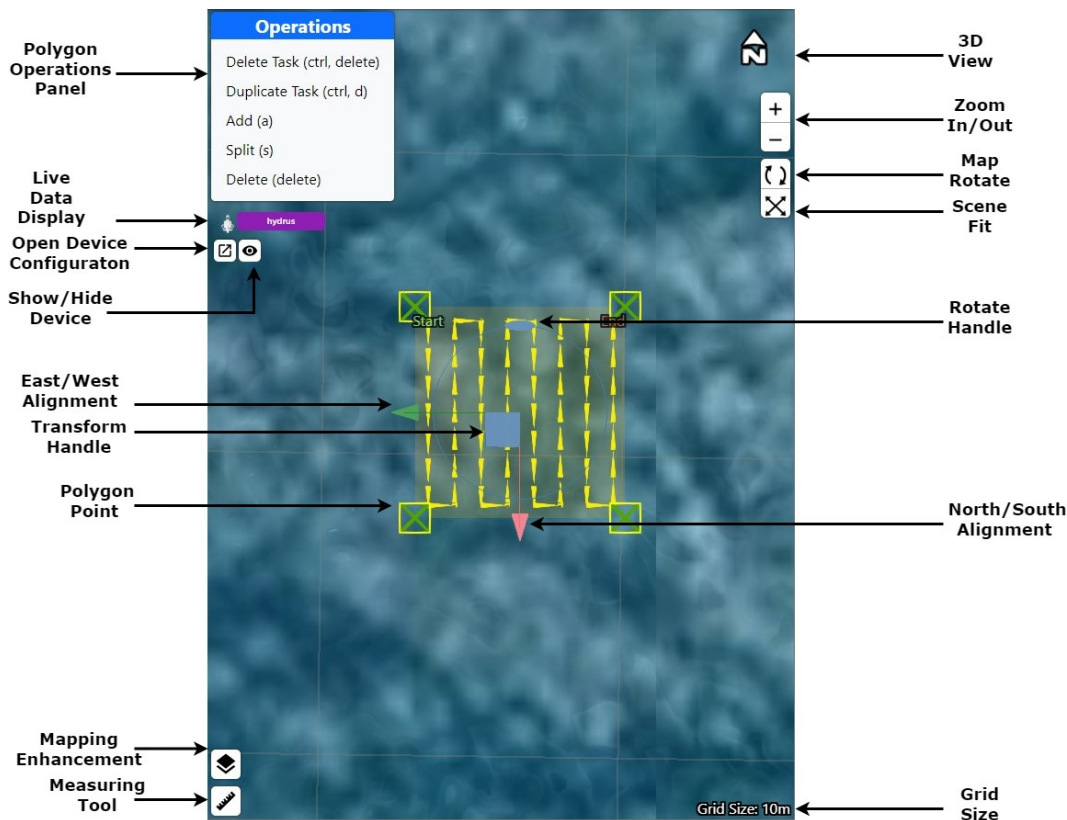 Polygon
Operations
Panel
Operations
Delete Task (ctrl, delete)
Duplicate Task (ctrl, d)
Add (a)
Split (s)
Delete (delete)
N
3D
View
+
−
Zoom
In/Out
Map
Rotate
Scene
Fit
Live
Data
Display
hydrus
Open Device
Configuraton
Show/Hide
Device
Start
End
Rotate
Handle
East/West
Alignment
Transform
Handle
Polygon
Point
North/South
Alignment
Mapping
Enhancement
Measuring
Tool
Grid Size: 10m
Grid
Size